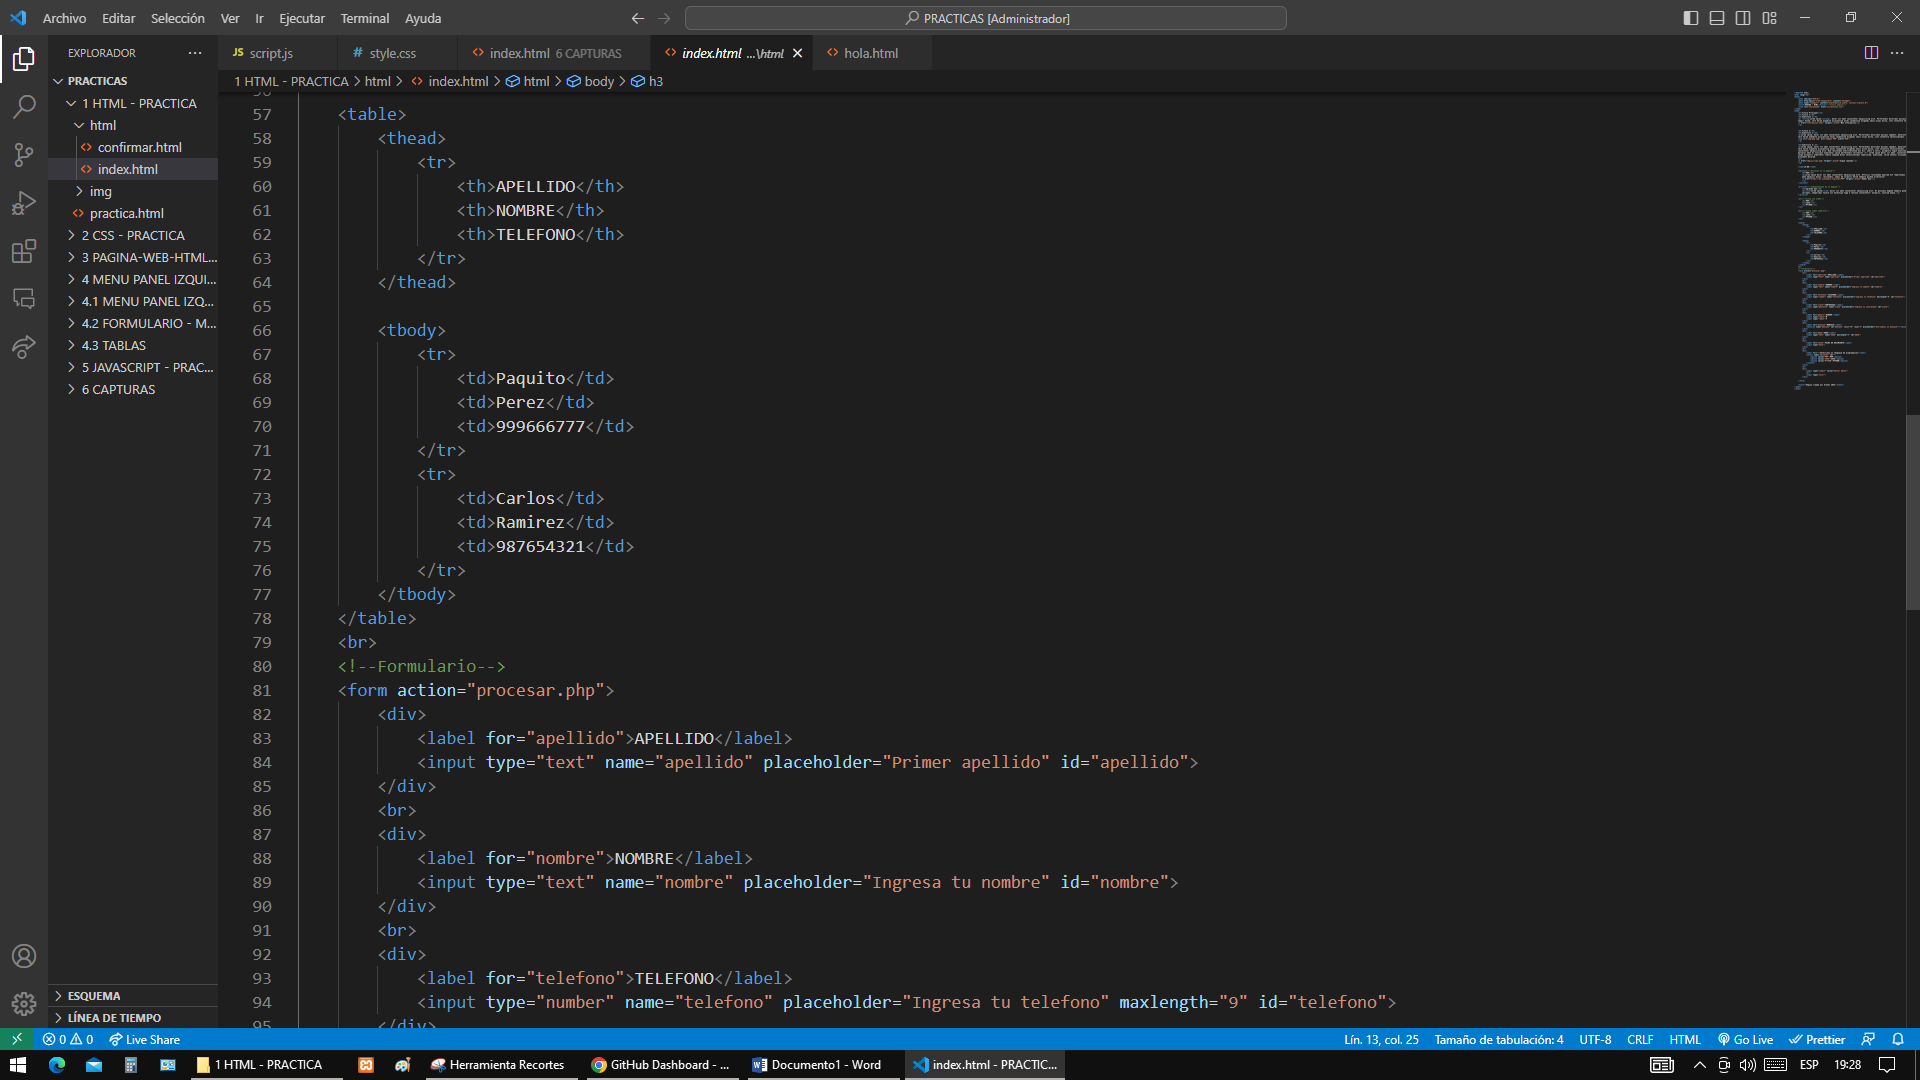 Archivo Editar Selección Ver Ir Ejecutar Terminal Ayuda
PRACTICAS [Administrador]
EXPLORADOR
JS script.js
# style.css
index.html 6 CAPTURAS
index.html ...\html
hola.html
1 HTML - PRACTICA > html > index.html > html > body > h3
PRACTICAS
1 HTML - PRACTICA
html
confirmar.html
index.html
img
practica.html
2 CSS - PRACTICA
3 PAGINA-WEB-HTML...
4 MENU PANEL IZQUI...
4.1 MENU PANEL IZQ...
4.2 FORMULARIO - M...
4.3 TABLAS
5 JAVASCRIPT - PRAC...
6 CAPTURAS
ESQUEMA
LÍNEA DE TIEMPO
56
57 <table>
58 <thead>
59 <tr>
60 <th>APELLIDO</th>
61 <th>NOMBRE</th>
62 <th>TELEFONO</th>
63 </tr>
64 </thead>
65
66 <tbody>
67 <tr>
68 <td>Paquito</td>
69 <td>Perez</td>
70 <td>999666777</td>
71 </tr>
72 <tr>
73 <td>Carlos</td>
74 <td>Ramirez</td>
75 <td>987654321</td>
76 </tr>
77 </tbody>
78 </table>
79 <br>
80 <!--Formulario-->
81 <form action="procesar.php">
82 <div>
83 <label for="apellido">APELLIDO</label>
84 <input type="text" name="apellido" placeholder="Primer apellido" id="apellido">
85 </div>
86 <br>
87 <div>
88 <label for="nombre">NOMBRE</label>
89 <input type="text" name="nombre" placeholder="Ingresa tu nombre" id="nombre">
90 </div>
91 <br>
92 <div>
93 <label for="telefono">TELEFONO</label>
94 <input type="number" name="telefono" placeholder="Ingresa tu telefono" maxlength="9" id="telefono">
95 </div>
0 0 Live Share
Lín. 13, col. 25 Tamaño de tabulación: 4 UTF-8 CRLF HTML Go Live Prettier
1 HTML - PRACTICA
Herramienta Recortes
GitHub Dashboard - ...
Documento1 - Word
index.html - PRACTIC...
ESP 19:28